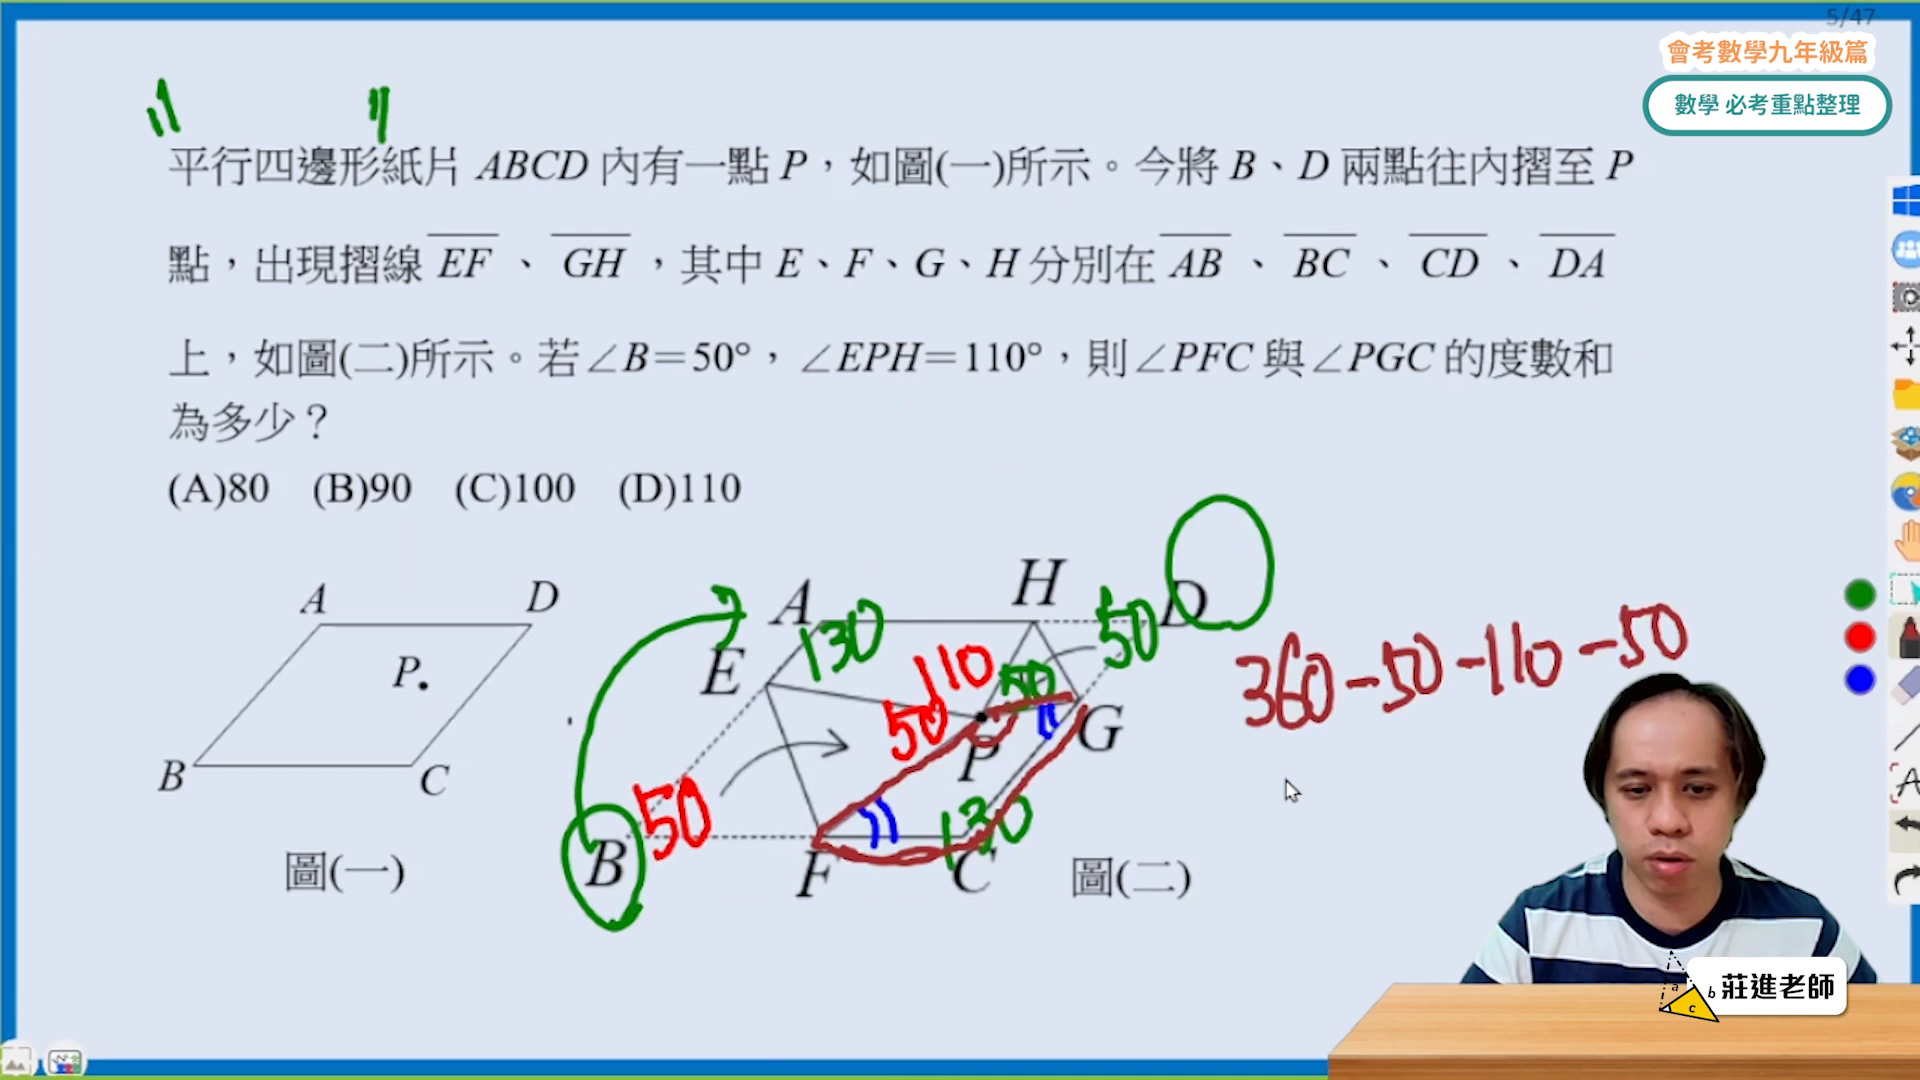 5/47
會考數學九年級篇
數學 必考重點整理
平行四邊形紙片 ABCD 內有一點 P，如圖(一)所示。今將 B、D 兩點往內摺至 P
點，出現摺線 EF、GH，其中 E、F、G、H 分別在 AB、BC、CD、DA
上，如圖(二)所示。若∠B＝50°，∠EPH＝110°，則∠PFC 與∠PGC 的度數和
為多少？
(A)80 (B)90 (C)100 (D)110
A D
P
B C
圖(一)
A H D
130 50
E
110 50
50
P G
50 130
B F C
圖(二)
360-50-110-50
莊進老師
a b
c